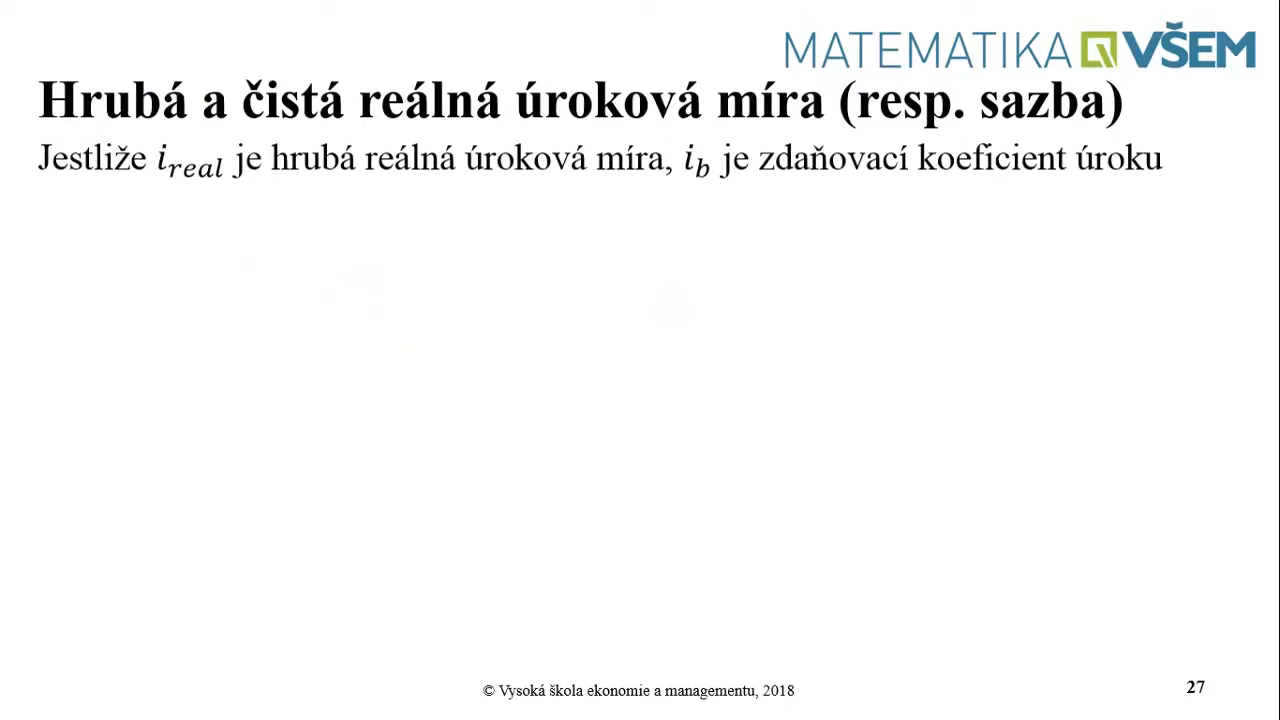 MATEMATIKA VŠEM
Hrubá a čistá reálná úroková míra (resp. sazba)
Jestliže i_real je hrubá reálná úroková míra, i_b je zdaňovací koeficient úroku
© Vysoká škola ekonomie a managementu, 2018
27